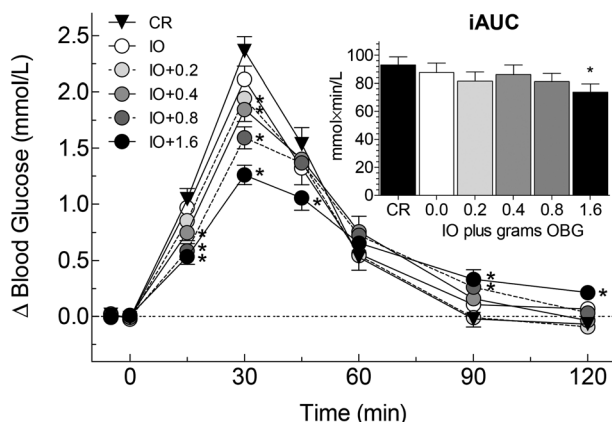 CR
IO
IO+0.2
IO+0.4
IO+0.8
IO+1.6
2.5
2.0
1.5
1.0
0.5
0.0
Δ Blood Glucose (mmol/L)
0 30 60 90 120
Time (min)
* * * * * * * * * * *
iAUC
100
80
60
40
20
0
mmol×min/L
*
CR 0.0 0.2 0.4 0.8 1.6
IO plus grams OBG